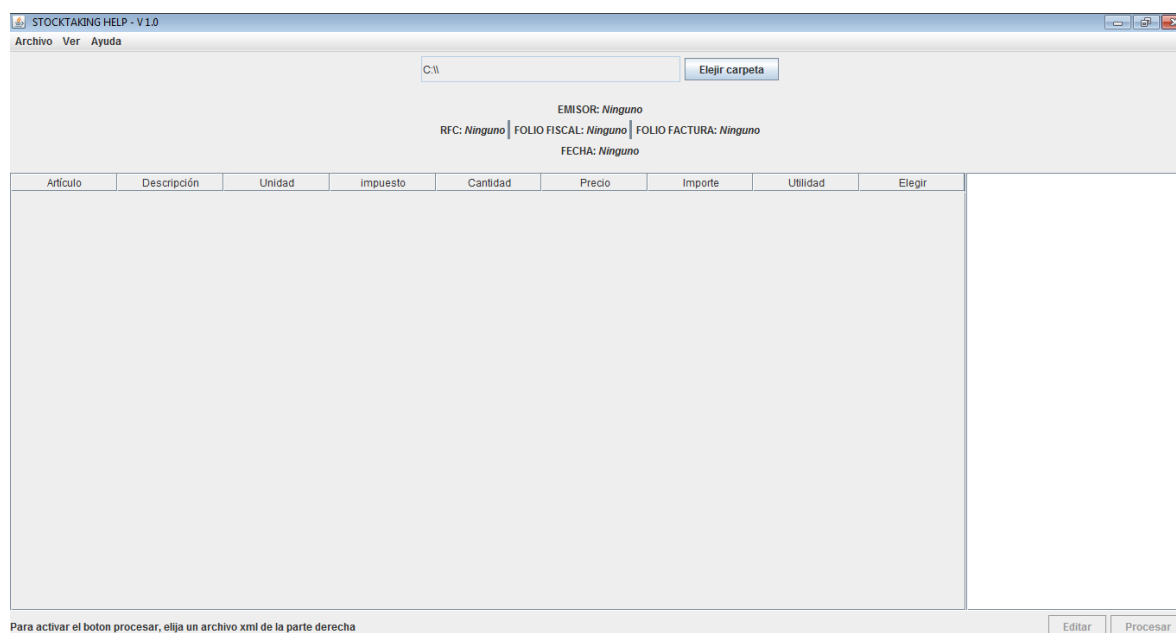 STOCKTAKING HELP - V 1.0
Archivo Ver Ayuda
C:\\ Elejir carpeta
EMISOR: Ninguno
RFC: Ninguno FOLIO FISCAL: Ninguno FOLIO FACTURA: Ninguno
FECHA: Ninguno
Artículo Descripción Unidad impuesto Cantidad Precio Importe Utilidad Elegir
Para activar el boton procesar, elija un archivo xml de la parte derecha Editar Procesar